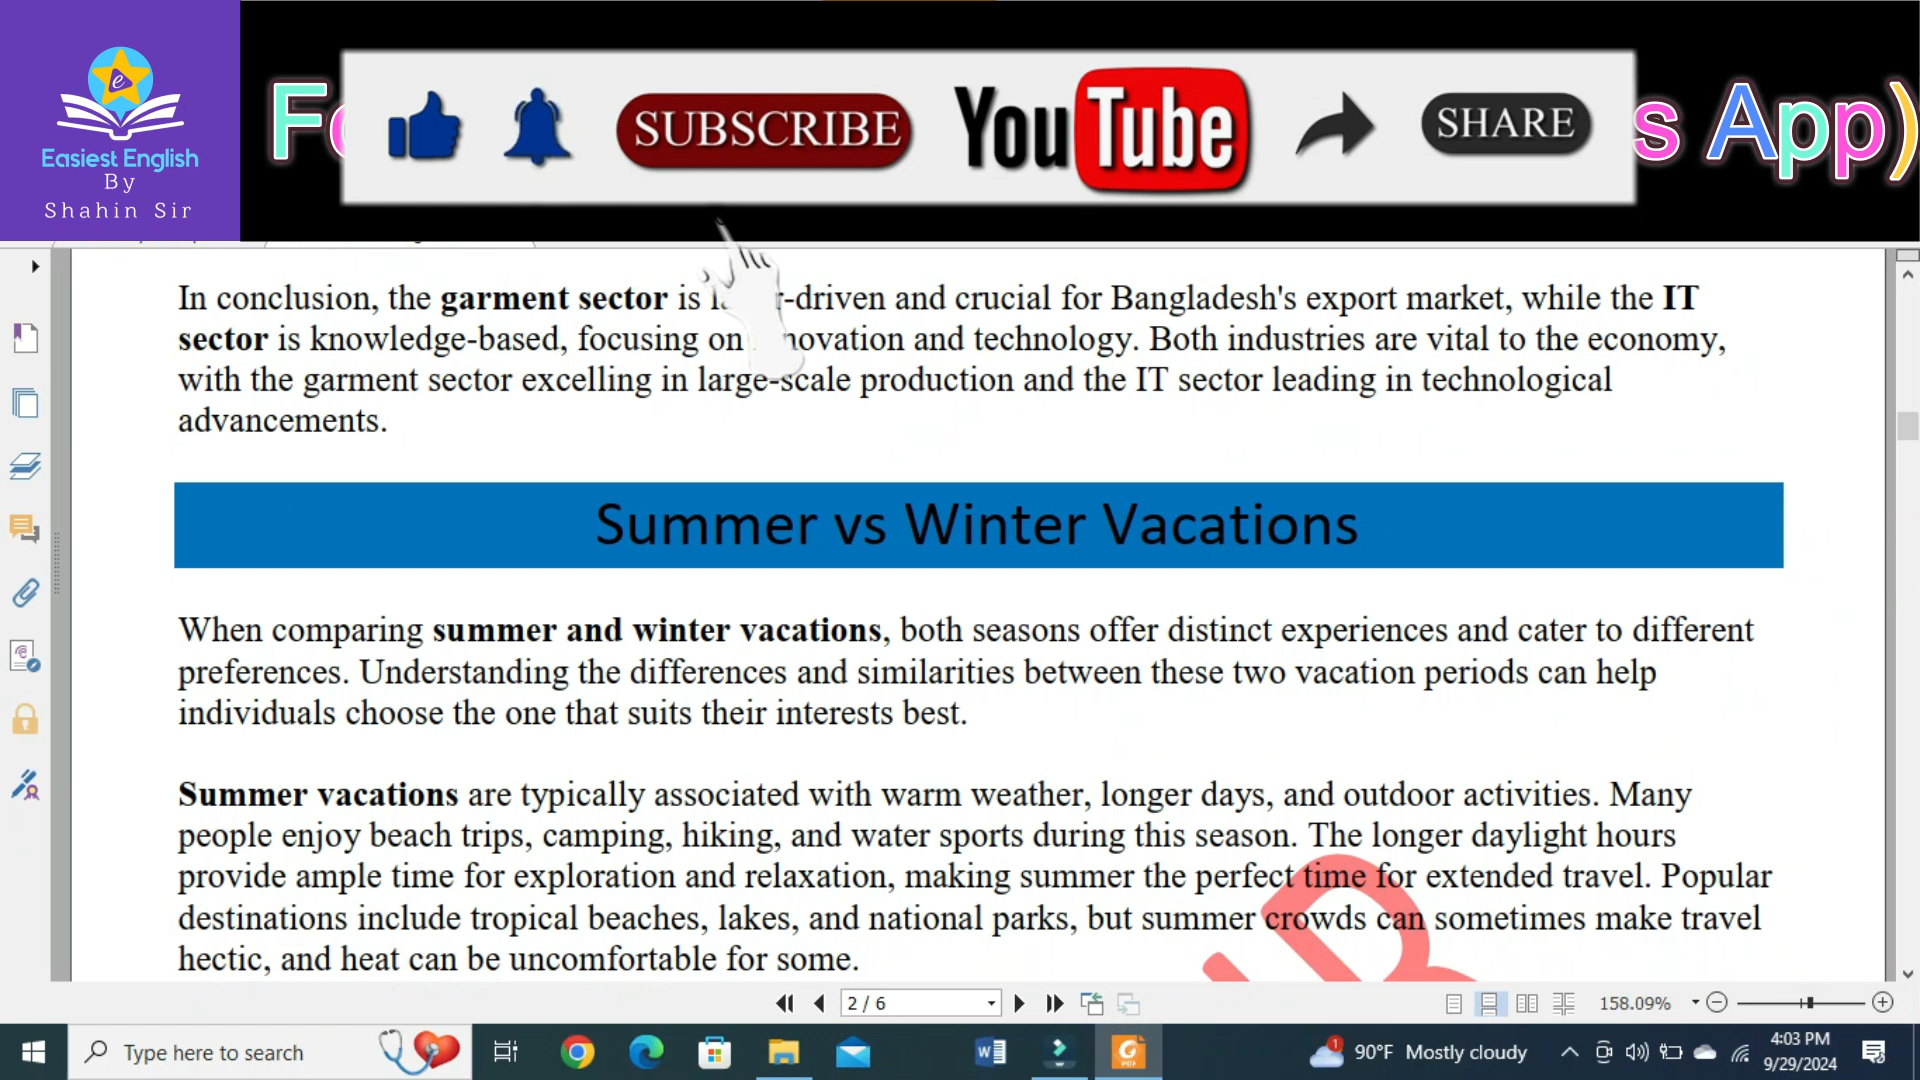 Easiest English
By
Shahin Sir
SUBSCRIBE
YouTube
SHARE
s App)
In conclusion, the garment sector is -driven and crucial for Bangladesh's export market, while the IT
sector is knowledge-based, focusing on innovation and technology. Both industries are vital to the economy,
with the garment sector excelling in large-scale production and the IT sector leading in technological
advancements.
Summer vs Winter Vacations
When comparing summer and winter vacations, both seasons offer distinct experiences and cater to different
preferences. Understanding the differences and similarities between these two vacation periods can help
individuals choose the one that suits their interests best.
Summer vacations are typically associated with warm weather, longer days, and outdoor activities. Many
people enjoy beach trips, camping, hiking, and water sports during this season. The longer daylight hours
provide ample time for exploration and relaxation, making summer the perfect time for extended travel. Popular
destinations include tropical beaches, lakes, and national parks, but summer crowds can sometimes make travel
hectic, and heat can be uncomfortable for some.
2 / 6
158.09%
Type here to search
90°F Mostly cloudy
4:03 PM
9/29/2024